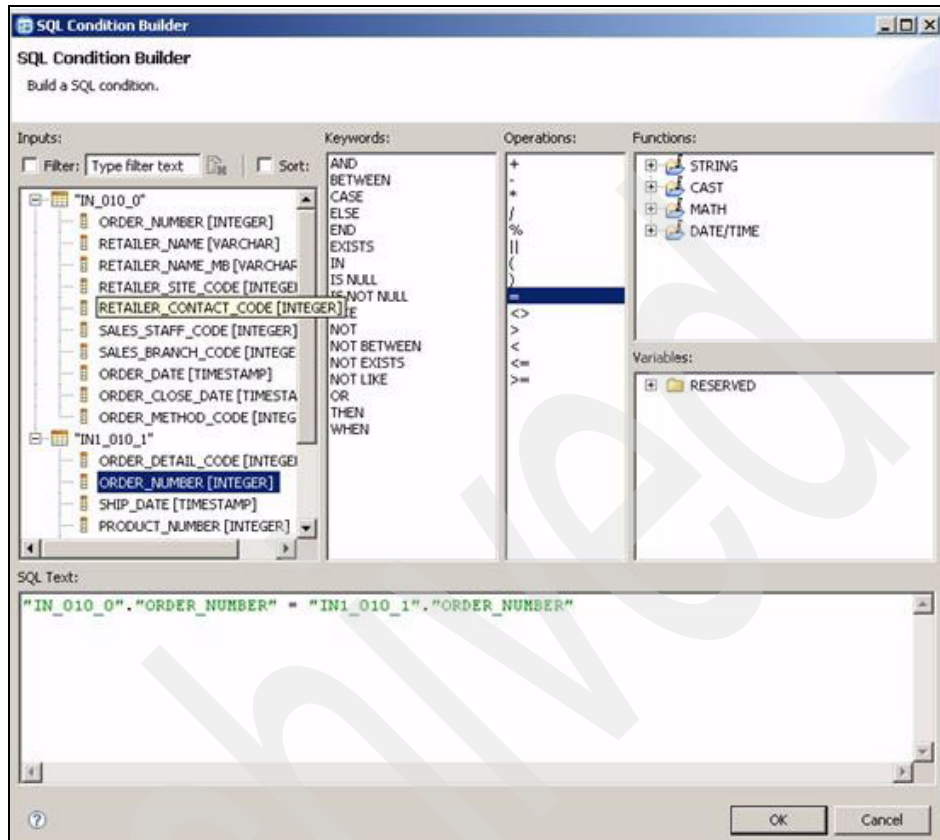 SQL Condition Builder
SQL Condition Builder
Build a SQL condition.
Inputs:
Filter: Type filter text
Sort:
"IN_010_0"
ORDER_NUMBER [INTEGER]
RETAILER_NAME [VARCHAR]
RETAILER_NAME_MB [VARCHAR
RETAILER_SITE_CODE [INTEGE
RETAILER_CONTACT_CODE [INTEGER]
SALES_STAFF_CODE [INTEGER]
SALES_BRANCH_CODE [INTEGE
ORDER_DATE [TIMESTAMP]
ORDER_CLOSE_DATE [TIMESTA
ORDER_METHOD_CODE [INTEG
"IN1_010_1"
ORDER_DETAIL_CODE [INTEGE
ORDER_NUMBER [INTEGER]
SHIP_DATE [TIMESTAMP]
PRODUCT_NUMBER [INTEGER]
Keywords:
AND
BETWEEN
CASE
ELSE
END
EXISTS
IN
IS NULL
IS NOT NULL
NOT
NOT BETWEEN
NOT EXISTS
NOT LIKE
OR
THEN
WHEN
Operations:
+
-
*
/
%
||
(
)
=
<>
>
<
<=
>=
Functions:
STRING
CAST
MATH
DATE/TIME
Variables:
RESERVED
SQL Text:
"IN_010_0"."ORDER_NUMBER" = "IN1_010_1"."ORDER_NUMBER"
OK
Cancel